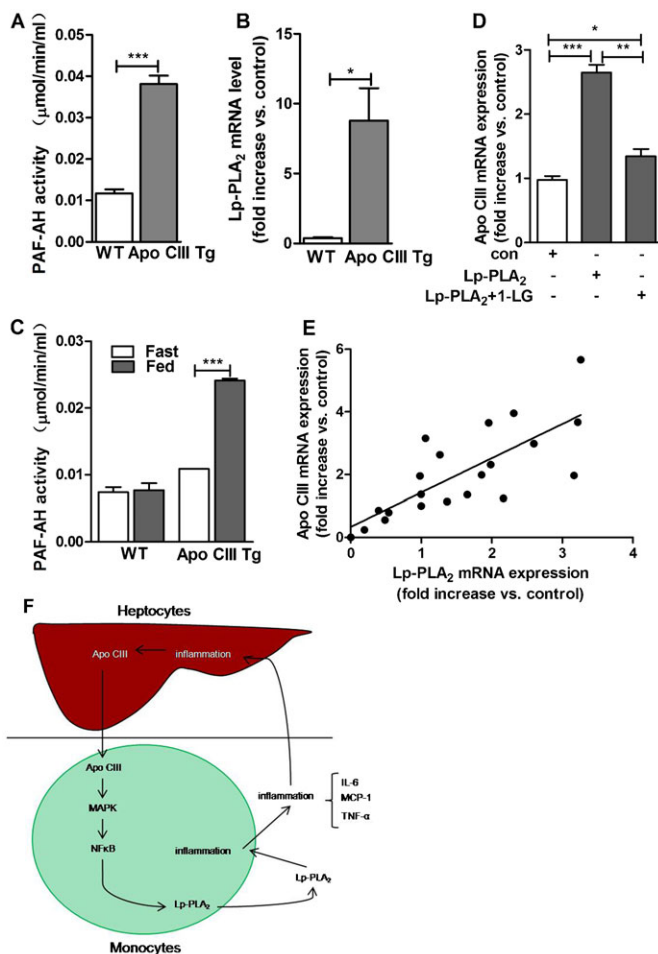 A
PAF-AH activity （μmol/min/ml）
0.05
0.04
0.03
0.02
0.01
0.00
***
WT Apo CIII Tg
B
Lp-PLA2 mRNA level
(fold increase vs. control)
15
10
5
0
*
WT Apo CIII Tg
D
Apo CIII mRNA expression
(fold increase vs. control)
3
2
1
0
*
***
**
con + - -
Lp-PLA2 - + -
Lp-PLA2+1-LG - - +
C
PAF-AH activity （μmol/min/ml）
0.03
0.02
0.01
0.00
Fast
Fed
***
WT Apo CIII Tg
E
Apo CIII mRNA expression
(fold increase vs. control)
6
4
2
0
0 1 2 3 4
Lp-PLA2 mRNA expression
(fold increase vs. control)
F
Heptocytes
Apo CIII
inflammation
Apo CIII
MAPK
NFκB
Lp-PLA2
inflammation
Lp-PLA2
inflammation
IL-6
MCP-1
TNF-α
Monocytes